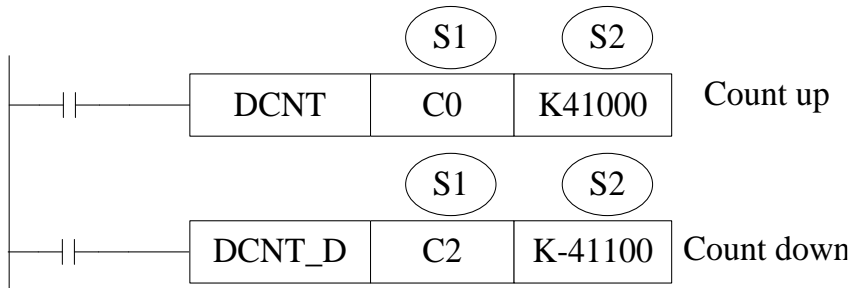 S1 S2
DCNT C0 K41000 Count up
S1 S2
DCNT_D C2 K-41100 Count down